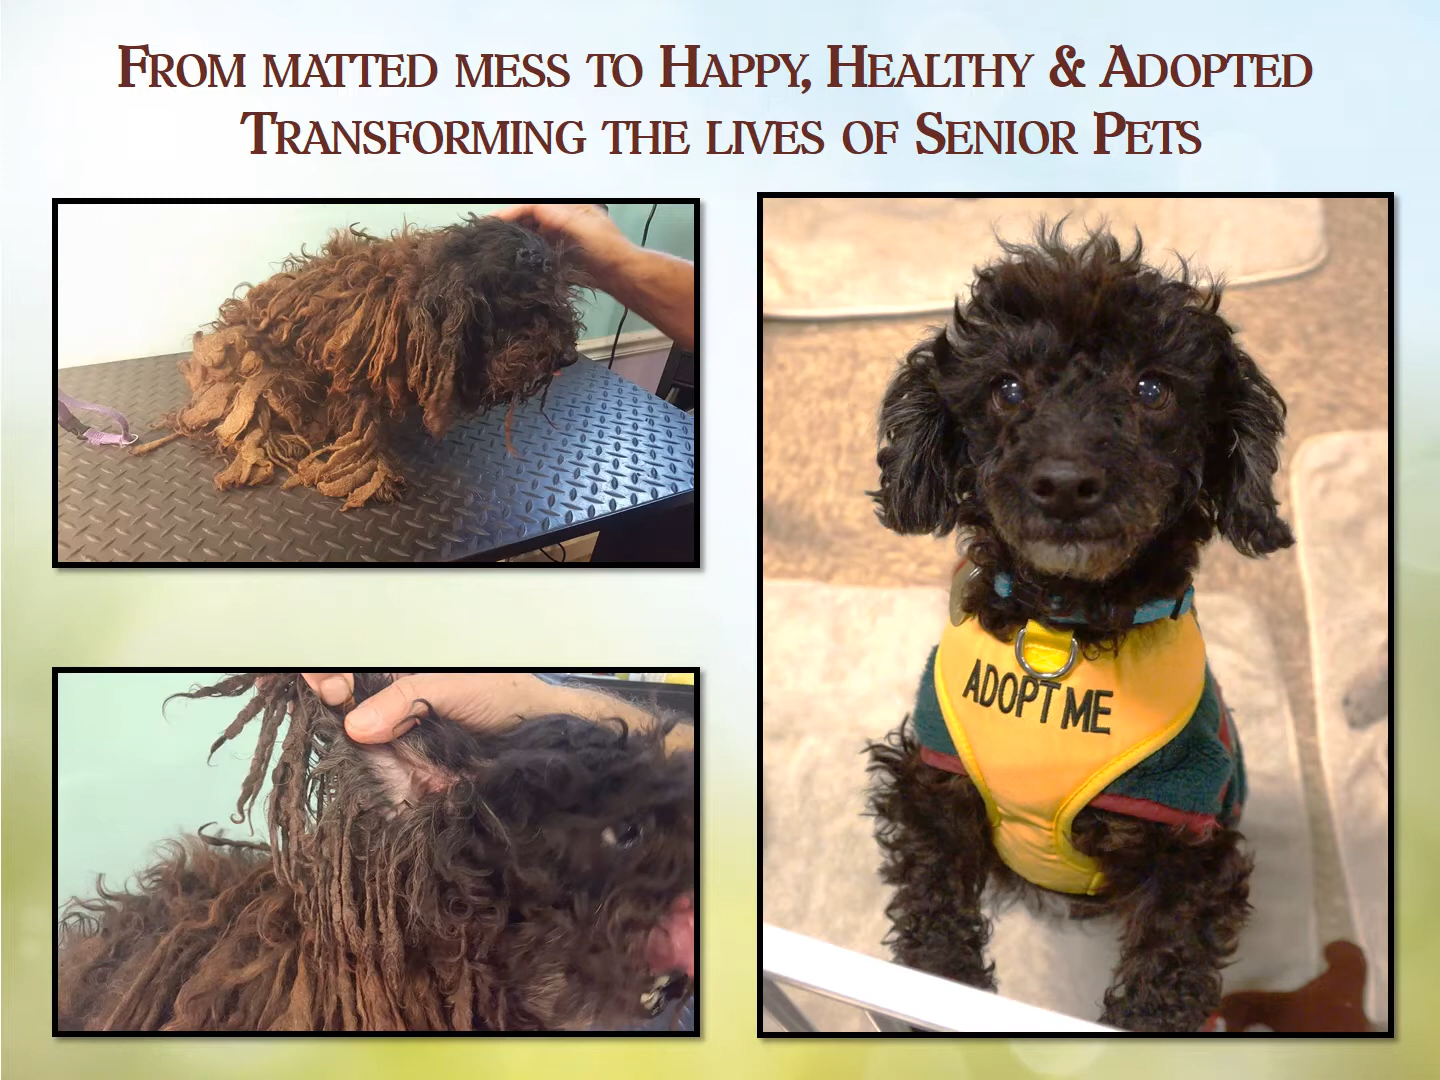 From matted mess to Happy, Healthy & Adopted
Transforming the lives of Senior Pets
ADOPT ME